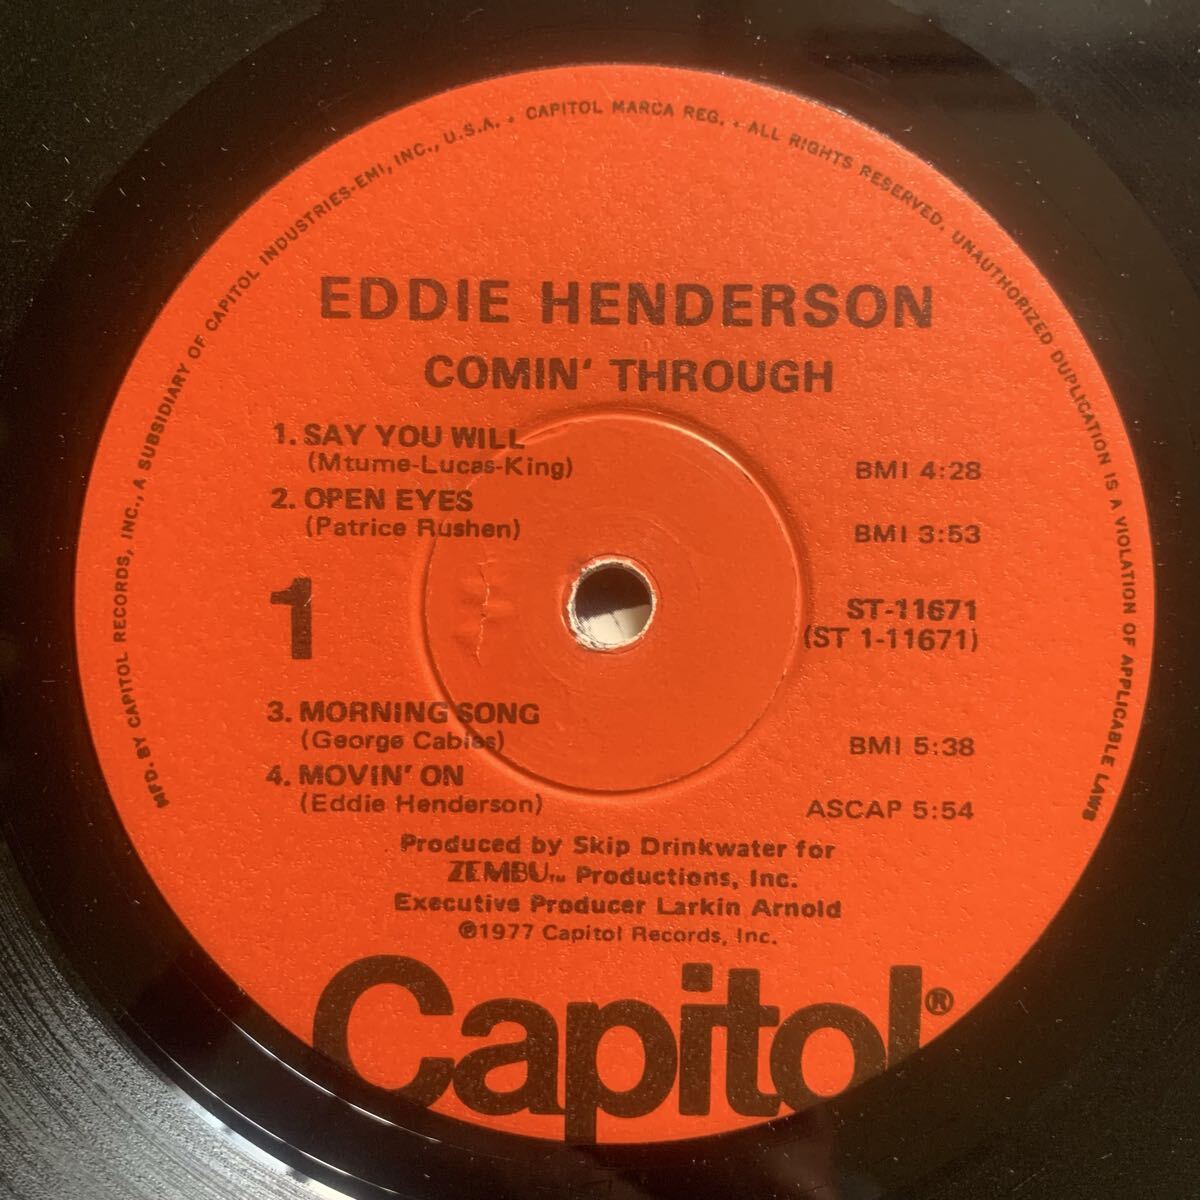 MFD. BY CAPITOL RECORDS, INC., A SUBSIDIARY OF CAPITOL INDUSTRIES-EMI, INC., U.S.A. • CAPITOL MARCA REG. • ALL RIGHTS RESERVED. UNAUTHORIZED DUPLICATION IS A VIOLATION OF APPLICABLE LAWS
EDDIE HENDERSON
COMIN' THROUGH
1. SAY YOU WILL
(Mtume-Lucas-King) BMI 4:28
2. OPEN EYES
(Patrice Rushen) BMI 3:53
1
ST-11671
(ST 1-11671)
3. MORNING SONG
(George Cables) BMI 5:38
4. MOVIN' ON
(Eddie Henderson) ASCAP 5:54
Produced by Skip Drinkwater for
ZEMBU™ Productions, Inc.
Executive Producer Larkin Arnold
℗1977 Capitol Records, Inc.
Capitol®